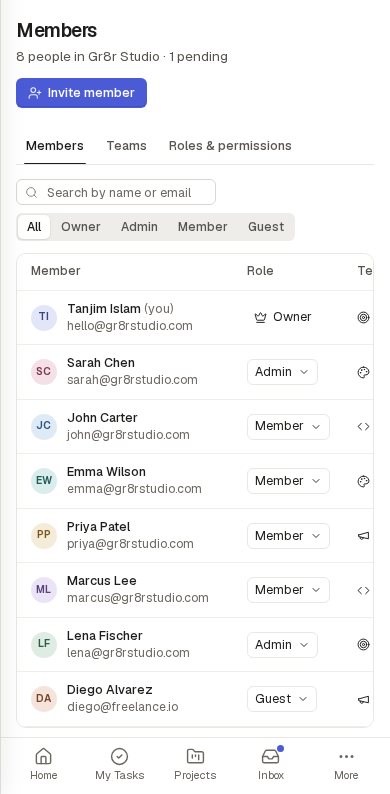 Members
8 people in Gr8r Studio · 1 pending
Invite member
Members Teams Roles & permissions
Search by name or email
All Owner Admin Member Guest
Member Role Te
TI Tanjim Islam (you) Owner
hello@gr8rstudio.com
SC Sarah Chen Admin
sarah@gr8rstudio.com
JC John Carter Member
john@gr8rstudio.com
EW Emma Wilson Member
emma@gr8rstudio.com
PP Priya Patel Member
priya@gr8rstudio.com
ML Marcus Lee Member
marcus@gr8rstudio.com
LF Lena Fischer Admin
lena@gr8rstudio.com
DA Diego Alvarez Guest
diego@freelance.io
Home My Tasks Projects Inbox More